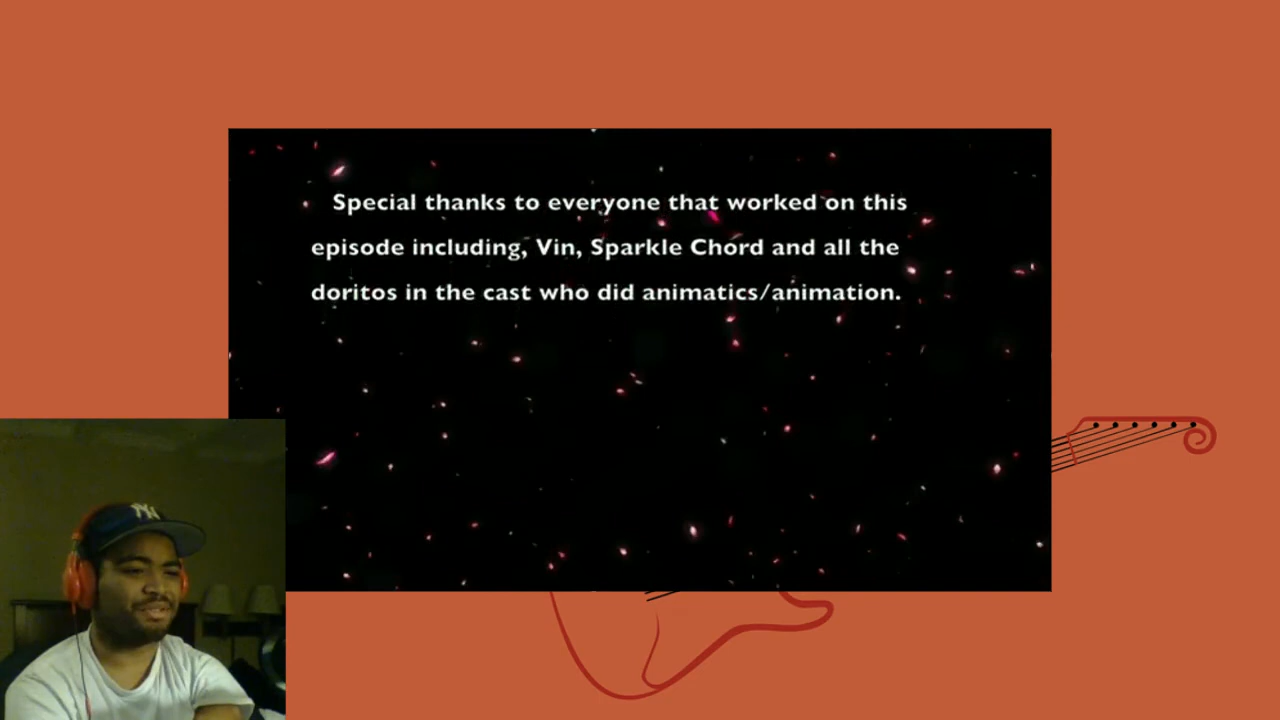 Special thanks to everyone that worked on this
episode including, Vin, Sparkle Chord and all the
doritos in the cast who did animatics/animation.
NY